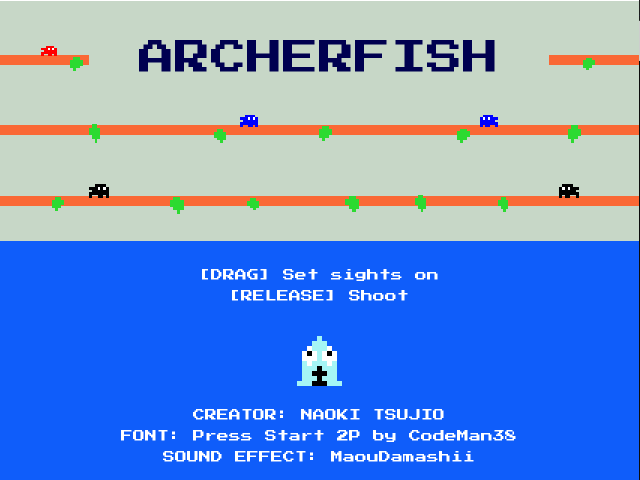 ARCHERFISH
[DRAG] Set sights on
[RELEASE] Shoot
CREATOR: NAOKI TSUJIO
FONT: Press Start 2P by CodeMan38
SOUND EFFECT: MaouDamashii